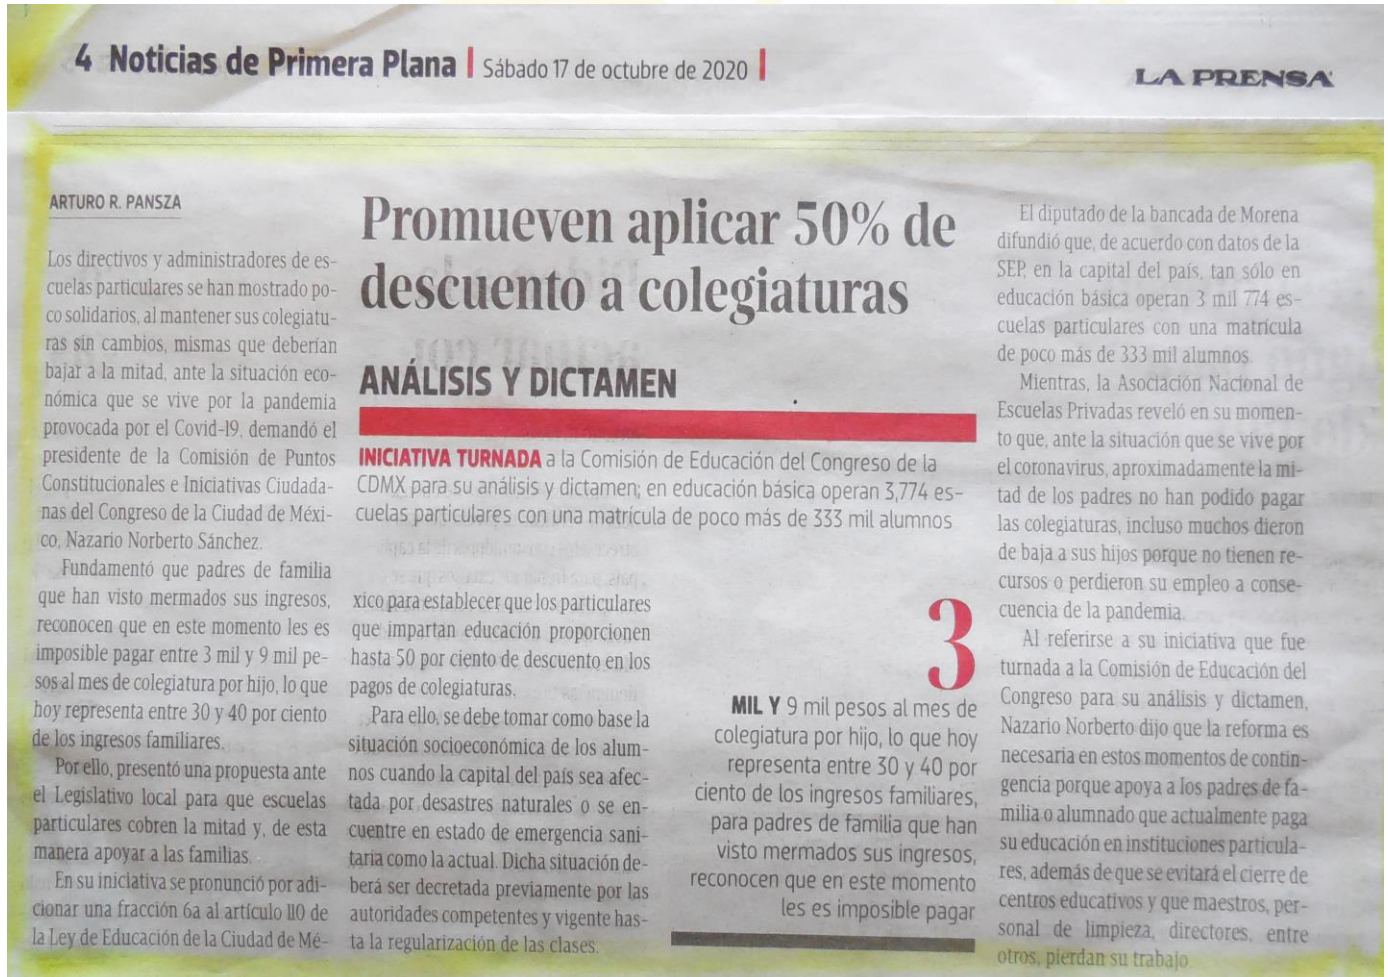 4 Noticias de Primera Plana | Sábado 17 de octubre de 2020 |
LA PRENSA
ARTURO R. PANSZA
Promueven aplicar 50% de
descuento a colegiaturas
ANÁLISIS Y DICTAMEN
INICIATIVA TURNADA a la Comisión de Educación del Congreso de la
CDMX para su análisis y dictamen; en educación básica operan 3,774 es-
cuelas particulares con una matrícula de poco más de 333 mil alumnos
Los directivos y administradores de es-
cuelas particulares se han mostrado po-
co solidarios, al mantener sus colegiatu-
ras sin cambios, mismas que deberían
bajar a la mitad, ante la situación eco-
nómica que se vive por la pandemia
provocada por el Covid-19, demandó el
presidente de la Comisión de Puntos
Constitucionales e Iniciativas Ciudada-
nas del Congreso de la Ciudad de Méxi-
co, Nazario Norberto Sánchez.
Fundamentó que padres de familia
que han visto mermados sus ingresos,
reconocen que en este momento les es
imposible pagar entre 3 mil y 9 mil pe-
sos al mes de colegiatura por hijo, lo que
hoy representa entre 30 y 40 por ciento
de los ingresos familiares.
Por ello, presentó una propuesta ante
el Legislativo local para que escuelas
particulares cobren la mitad y, de esta
manera apoyar a las familias.
En su iniciativa se pronunció por adi-
cionar una fracción 6a al artículo 110 de
la Ley de Educación de la Ciudad de Mé-
xico para establecer que los particulares
que impartan educación proporcionen
hasta 50 por ciento de descuento en los
pagos de colegiaturas.
Para ello, se debe tomar como base la
situación socioeconómica de los alum-
nos cuando la capital del país sea afec-
tada por desastres naturales o se en-
cuentre en estado de emergencia sani-
taria como la actual. Dicha situación de-
berá ser decretada previamente por las
autoridades competentes y vigente has-
ta la regularización de las clases.
3
MIL Y 9 mil pesos al mes de
colegiatura por hijo, lo que hoy
representa entre 30 y 40 por
ciento de los ingresos familiares,
para padres de familia que han
visto mermados sus ingresos,
reconocen que en este momento
les es imposible pagar
El diputado de la bancada de Morena
difundió que, de acuerdo con datos de la
SEP, en la capital del país, tan sólo en
educación básica operan 3 mil 774 es-
cuelas particulares con una matrícula
de poco más de 333 mil alumnos.
Mientras, la Asociación Nacional de
Escuelas Privadas reveló en su momen-
to que, ante la situación que se vive por
el coronavirus, aproximadamente la mi-
tad de los padres no han podido pagar
las colegiaturas, incluso muchos dieron
de baja a sus hijos porque no tienen re-
cursos o perdieron su empleo a conse-
cuencia de la pandemia.
Al referirse a su iniciativa que fue
turnada a la Comisión de Educación del
Congreso para su análisis y dictamen,
Nazario Norberto dijo que la reforma es
necesaria en estos momentos de contin-
gencia porque apoya a los padres de fa-
milia o alumnado que actualmente paga
su educación en instituciones particula-
res, además de que se evitará el cierre de
centros educativos y que maestros, per-
sonal de limpieza, directores, entre
otros, pierdan su trabajo.